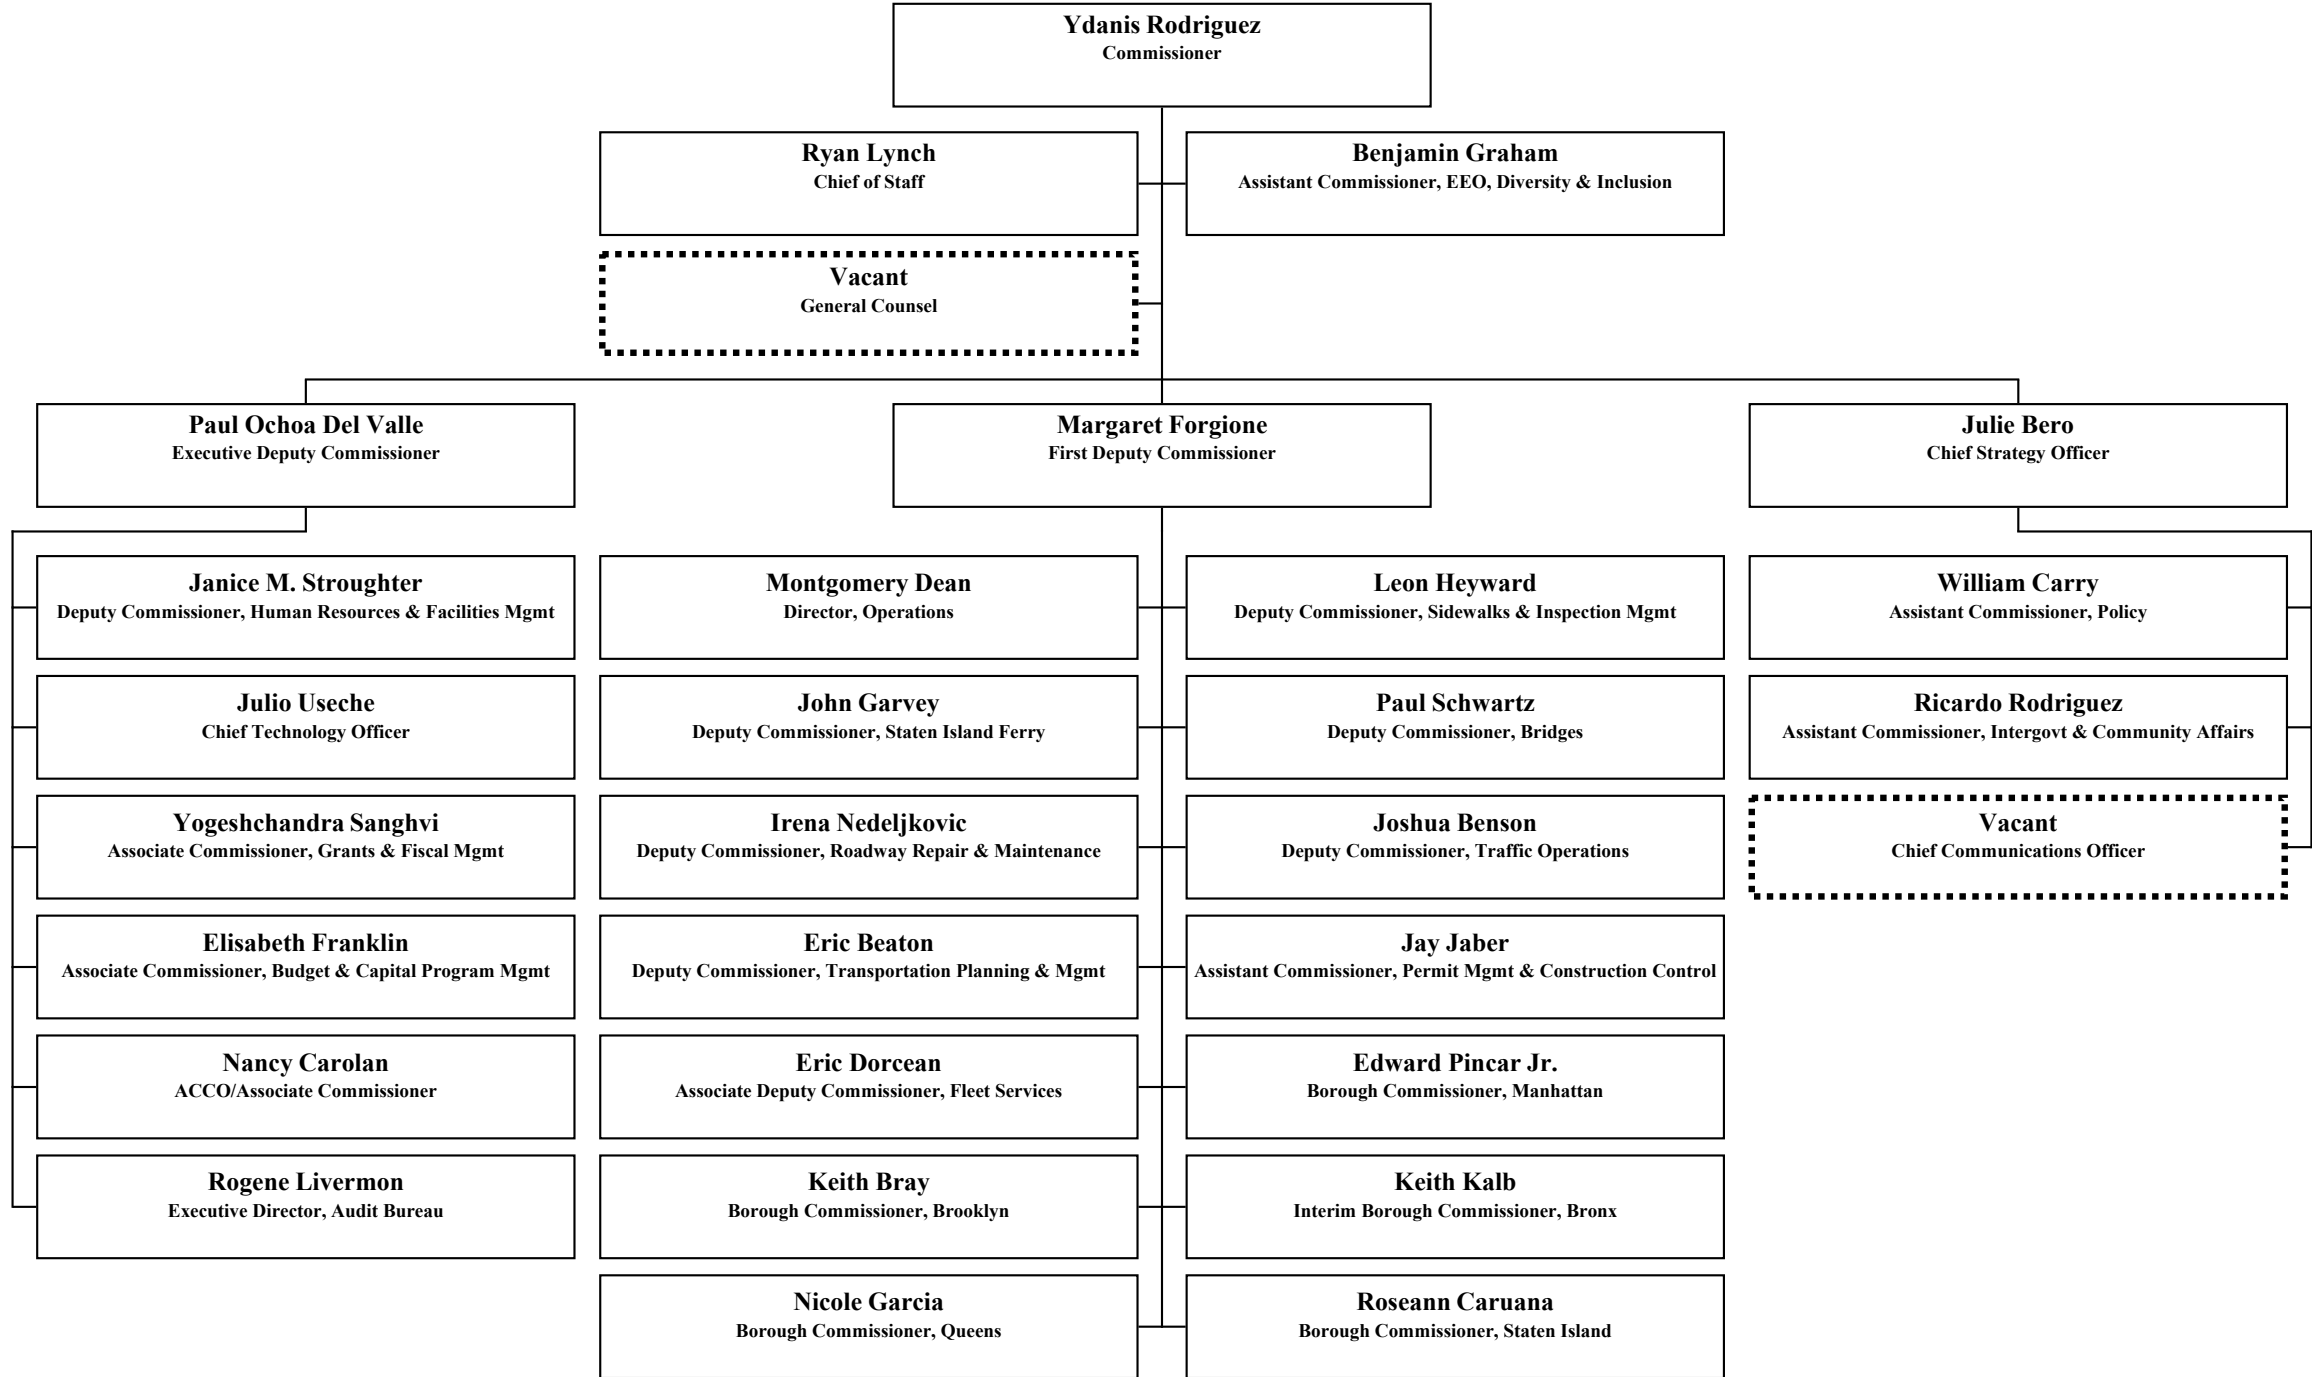 Ydanis Rodriguez
Commissioner
Ryan Lynch
Chief of Staff
Benjamin Graham
Assistant Commissioner, EEO, Diversity & Inclusion
Vacant
General Counsel
Paul Ochoa Del Valle
Executive Deputy Commissioner
Margaret Forgione
First Deputy Commissioner
Julie Bero
Chief Strategy Officer
Janice M. Stroughter
Deputy Commissioner, Human Resources & Facilities Mgmt
Montgomery Dean
Director, Operations
Leon Heyward
Deputy Commissioner, Sidewalks & Inspection Mgmt
William Carry
Assistant Commissioner, Policy
Julio Useche
Chief Technology Officer
John Garvey
Deputy Commissioner, Staten Island Ferry
Paul Schwartz
Deputy Commissioner, Bridges
Ricardo Rodriguez
Assistant Commissioner, Intergovt & Community Affairs
Yogeshchandra Sanghvi
Associate Commissioner, Grants & Fiscal Mgmt
Irena Nedeljkovic
Deputy Commissioner, Roadway Repair & Maintenance
Joshua Benson
Deputy Commissioner, Traffic Operations
Vacant
Chief Communications Officer
Elisabeth Franklin
Associate Commissioner, Budget & Capital Program Mgmt
Eric Beaton
Deputy Commissioner, Transportation Planning & Mgmt
Jay Jaber
Assistant Commissioner, Permit Mgmt & Construction Control
Nancy Carolan
ACCO/Associate Commissioner
Eric Dorcean
Associate Deputy Commissioner, Fleet Services
Edward Pincar Jr.
Borough Commissioner, Manhattan
Rogene Livermon
Executive Director, Audit Bureau
Keith Bray
Borough Commissioner, Brooklyn
Keith Kalb
Interim Borough Commissioner, Bronx
Nicole Garcia
Borough Commissioner, Queens
Roseann Caruana
Borough Commissioner, Staten Island